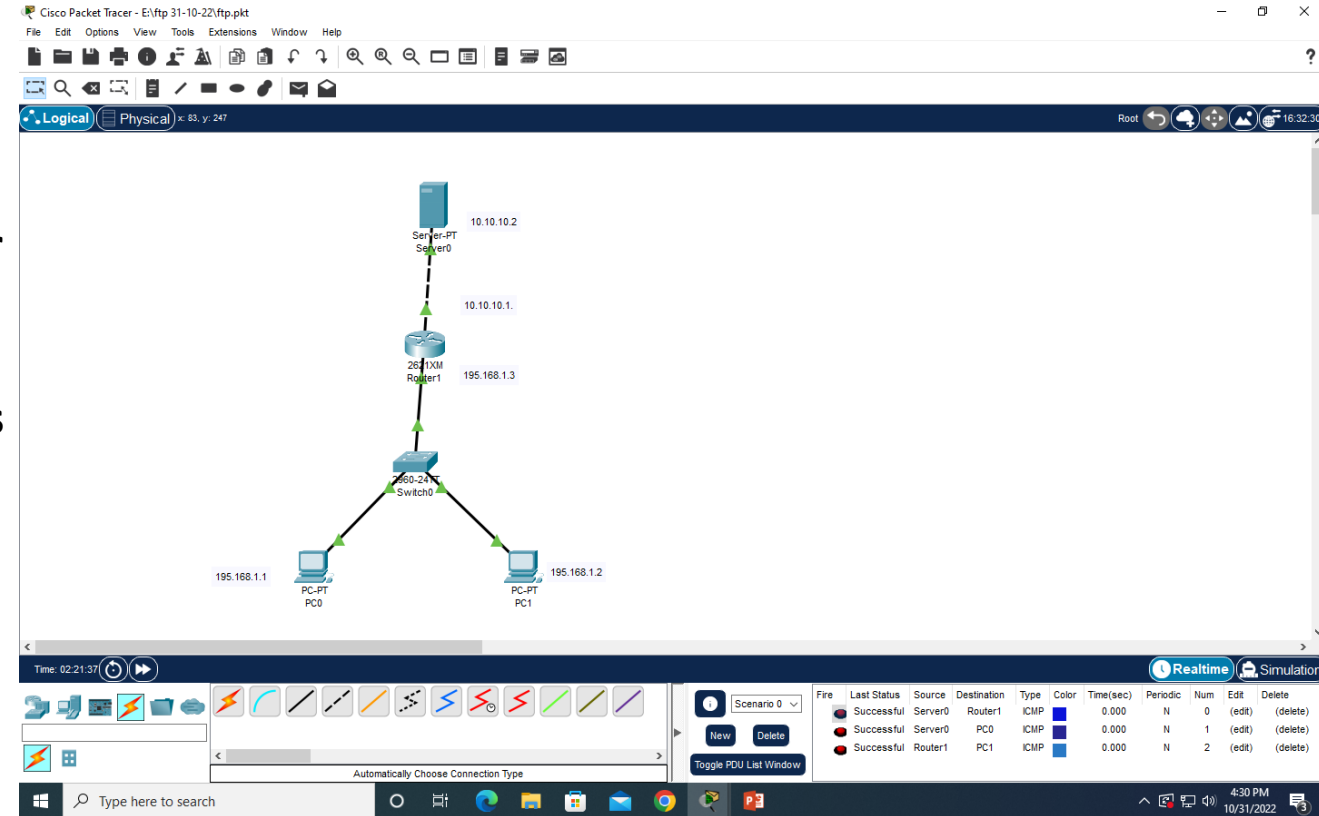 Cisco Packet Tracer - E:\ftp 31-10-22\ftp.pkt
File Edit Options View Tools Extensions Window Help
?
Logical Physical x: 83, y: 247 Root 16:32:30
10.10.10.2
Server-PT
Server0
10.10.10.1.
2621XM
Router1
195.168.1.3
2960-24TT
Switch0
195.168.1.1
PC-PT
PC0
195.168.1.2
PC-PT
PC1
Time: 02:21:37 Realtime Simulation
Scenario 0
New Delete
Toggle PDU List Window
Fire Last Status Source Destination Type Color Time(sec) Periodic Num Edit Delete
Successful Server0 Router1 ICMP 0.000 N 0 (edit) (delete)
Successful Server0 PC0 ICMP 0.000 N 1 (edit) (delete)
Successful Router1 PC1 ICMP 0.000 N 2 (edit) (delete)
Automatically Choose Connection Type
Type here to search
4:30 PM
10/31/2022
3